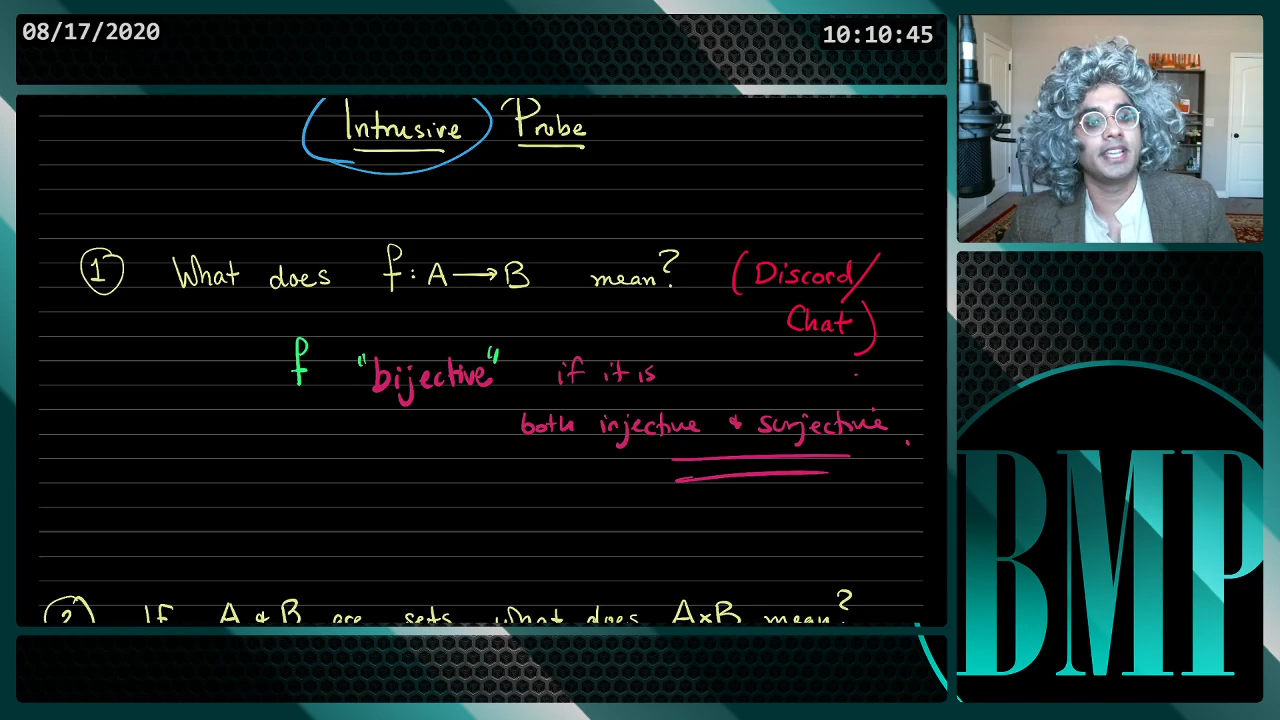 08/17/2020
10:10:45
Intrusive Probe
① What does f: A → B mean? (Discord/
Chat)
f "bijective" if it is
both injective & surjective.
② If A & B are sets, what does A×B mean?
BMP